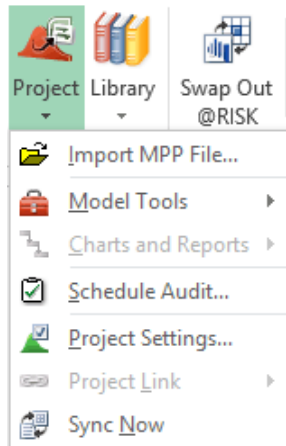 Project Library Swap Out
@RISK
Import MPP File...
Model Tools
Charts and Reports
Schedule Audit...
Project Settings...
Project Link
Sync Now